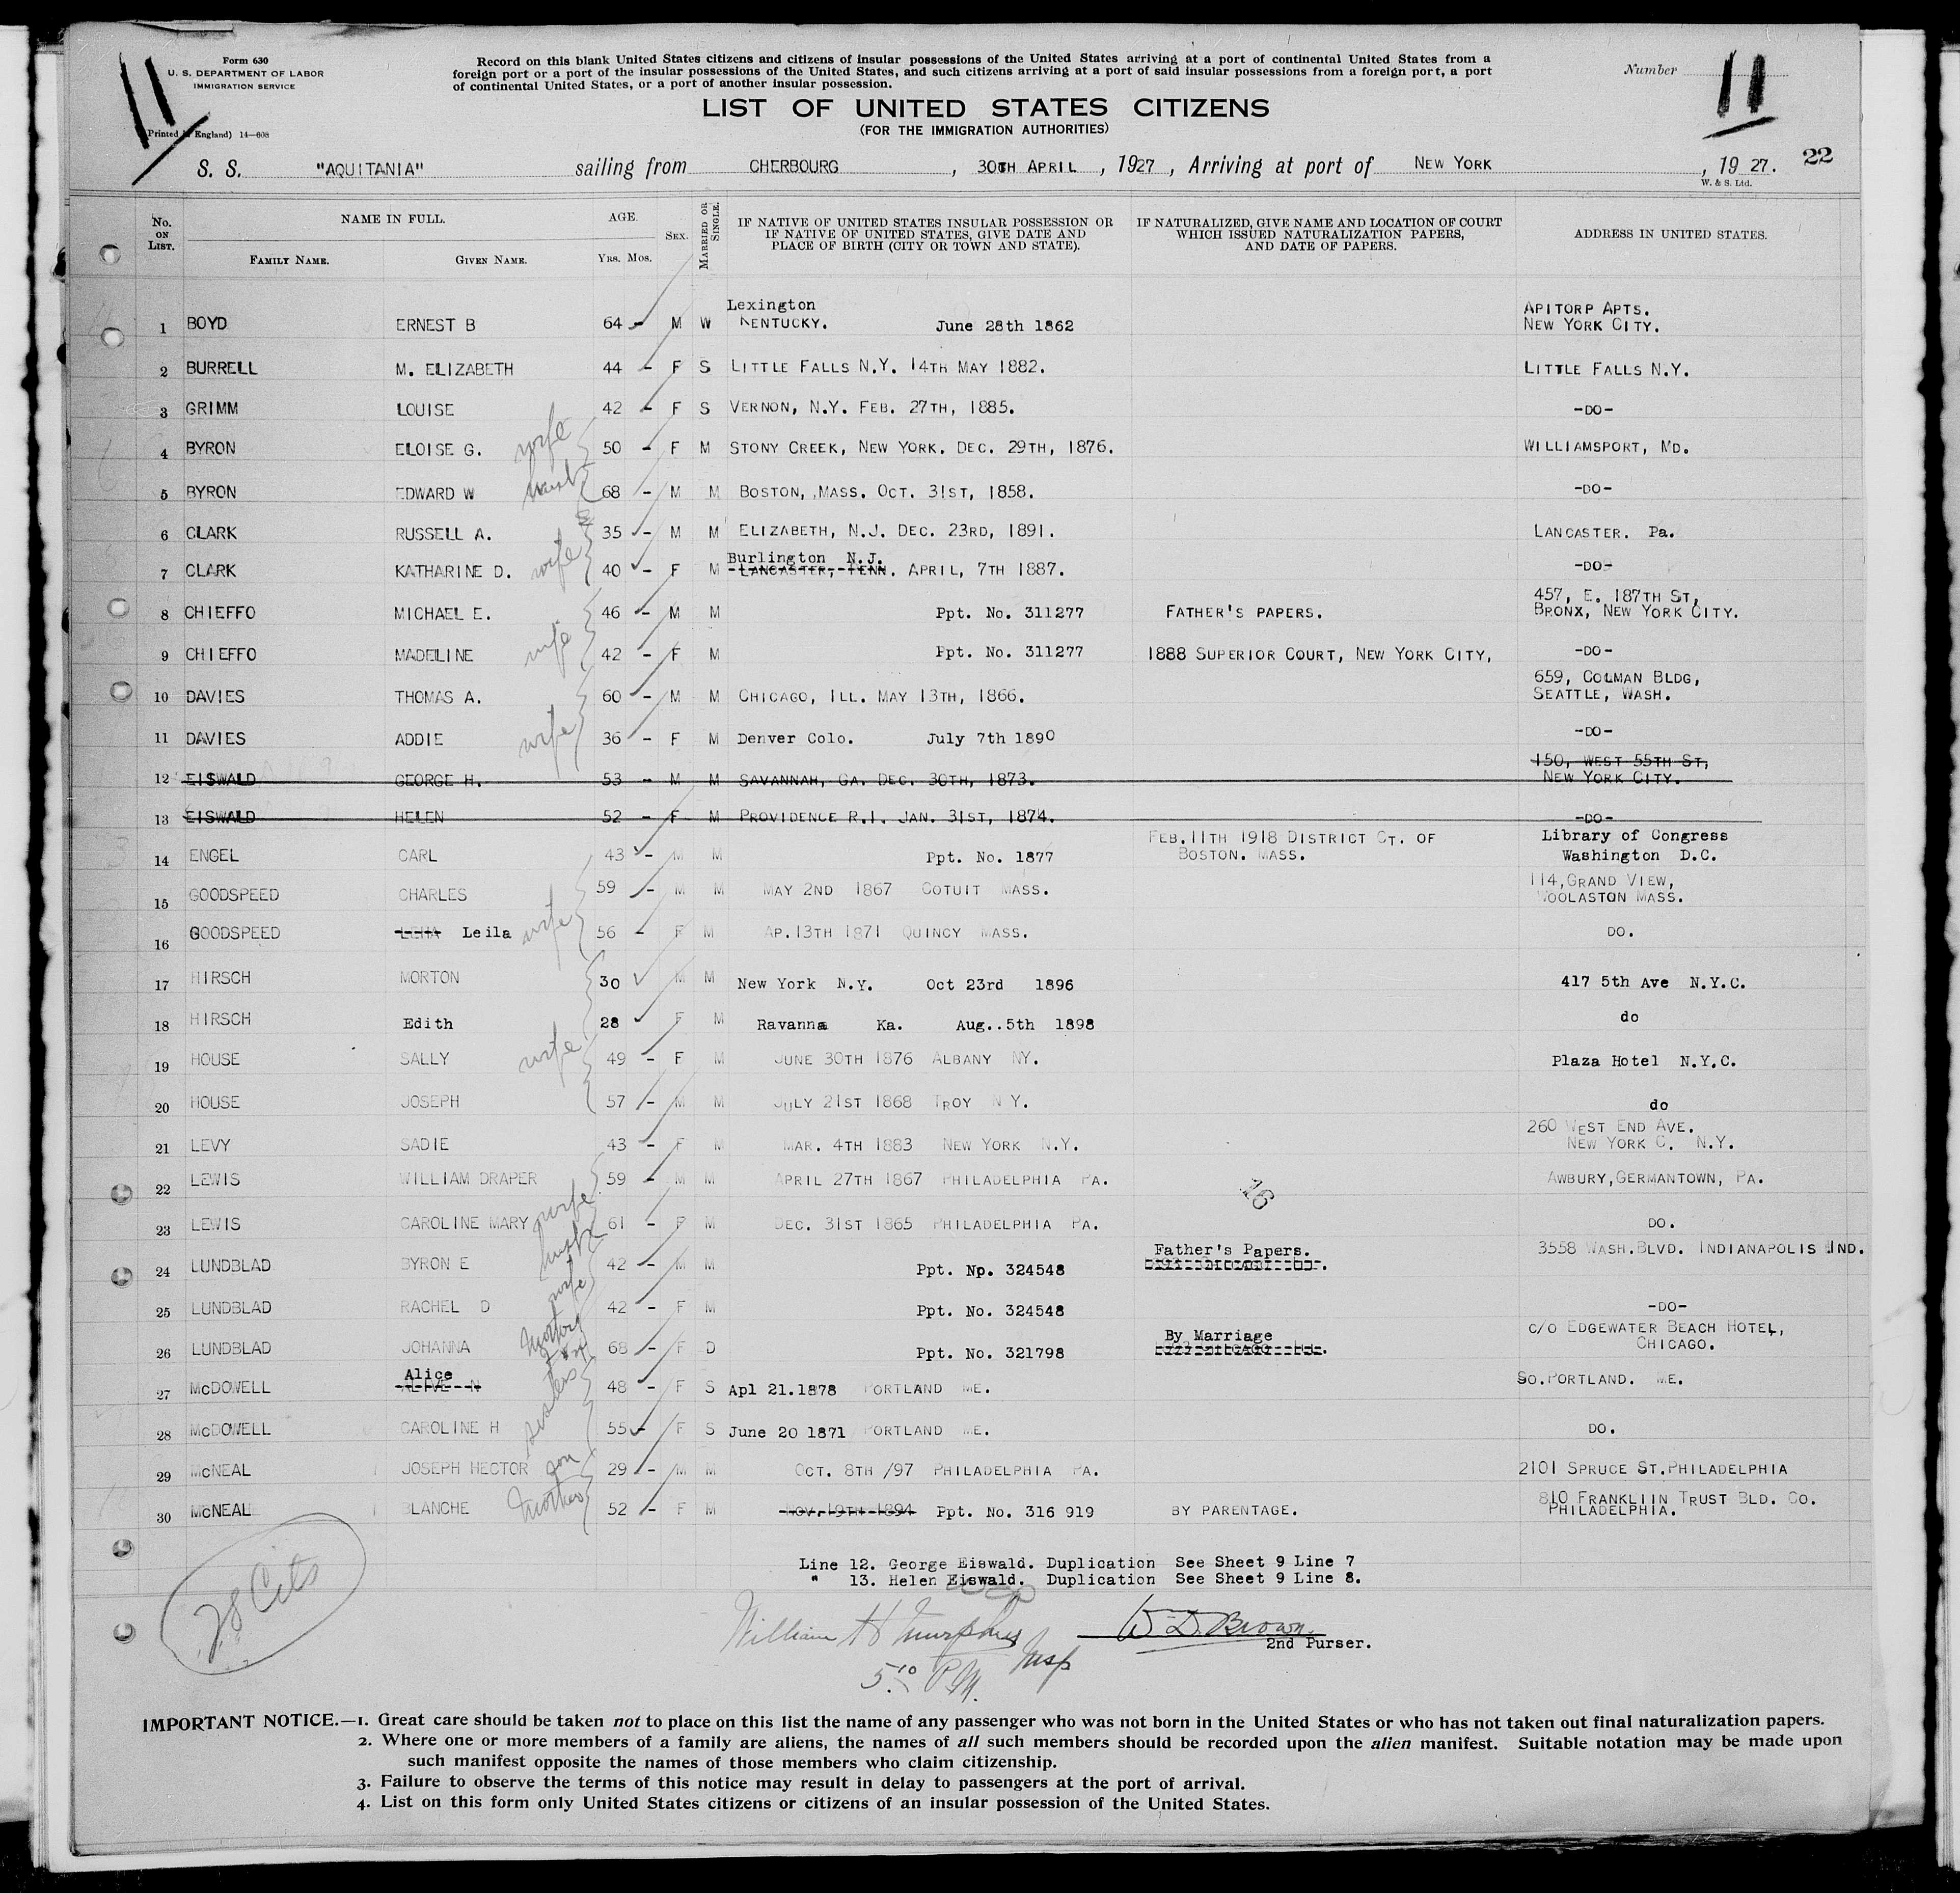 11
Form 630
U. S. DEPARTMENT OF LABOR
IMMIGRATION SERVICE
(Printed in England) 14—608
Record on this blank United States citizens and citizens of insular possessions of the United States arriving at a port of continental United States from a
foreign port or a port of the insular possessions of the United States, and such citizens arriving at a port of said insular possessions from a foreign port, a port
of continental United States, or a port of another insular possession.
Number 11
LIST OF UNITED STATES CITIZENS
(FOR THE IMMIGRATION AUTHORITIES)
S. S. "AQUITANIA" sailing from CHERBOURG, 30TH APRIL, 1927, Arriving at port of NEW YORK, 1927. 22
W. & S. Ltd.
No. ON LIST. NAME IN FULL. FAMILY NAME. GIVEN NAME. AGE. YRS. MOS. SEX. MARRIED OR SINGLE. IF NATIVE OF UNITED STATES INSULAR POSSESSION OR IF NATIVE OF UNITED STATES, GIVE DATE AND PLACE OF BIRTH (CITY OR TOWN AND STATE). IF NATURALIZED, GIVE NAME AND LOCATION OF COURT WHICH ISSUED NATURALIZATION PAPERS, AND DATE OF PAPERS. ADDRESS IN UNITED STATES.
1 BOYD ERNEST B 64 - M W Lexington KENTUCKY. June 28th 1862 APITORP APTS. NEW YORK CITY.
2 BURRELL M. ELIZABETH 44 - F S LITTLE FALLS N.Y. 14TH MAY 1882. LITTLE FALLS N.Y.
3 GRIMM LOUISE 42 - F S VERNON, N.Y. FEB. 27TH, 1885. -DO-
4 BYRON ELOISE G. wife 50 - F M STONY CREEK, NEW YORK. DEC. 29TH, 1876. WILLIAMSPORT, MD.
5 BYRON EDWARD W husb 68 - M M BOSTON, MASS. OCT. 31ST, 1858. -DO-
6 CLARK RUSSELL A. 35 - M M ELIZABETH, N.J. DEC. 23RD, 1891. LANCASTER. Pa.
7 CLARK KATHARINE D. wife 40 - F M Burlington N.J. LANCASTER, PENN. APRIL, 7TH 1887. -DO-
8 CHIEFFO MICHAEL E. 46 - M M Ppt. No. 311277 FATHER'S PAPERS. 457, E. 187TH ST, BRONX, NEW YORK CITY.
9 CHIEFFO MADELINE wife 42 - F M Ppt. No. 311277 1888 SUPERIOR COURT, NEW YORK CITY, -DO-
10 DAVIES THOMAS A. 60 - M M CHICAGO, ILL. MAY 13TH, 1866. 659, COLMAN BLDG, SEATTLE, WASH.
11 DAVIES ADDIE wife 36 - F M Denver Colo. July 7th 1890 -DO-
12 EISWALD GEORGE H. 53 - M M SAVANNAH, GA. DEC. 30TH, 1873. 150, WEST 55TH ST, NEW YORK CITY.
13 EISWALD HELEN 52 - F M PROVIDENCE R.I. JAN. 31ST, 1874. -DO-
14 ENGEL CARL 43 - M M Ppt. No. 1877 FEB.11TH 1918 DISTRICT CT. OF BOSTON. MASS. Library of Congress Washington D.C.
15 GOODSPEED CHARLES 59 - M M MAY 2ND 1867 COTUIT MASS. 114,GRAND VIEW, WOOLASTON MASS.
16 GOODSPEED Leila wife 56 - F M AP.13TH 1871 QUINCY MASS. DO.
17 HIRSCH MORTON 30 M M New York N.Y. Oct 23rd 1896 417 5th Ave N.Y.C.
18 HIRSCH Edith 28 F M Ravanna Ka. Aug..5th 1898 do
19 HOUSE SALLY wife 49 - F M JUNE 30TH 1876 ALBANY NY. Plaza Hotel N.Y.C.
20 HOUSE JOSEPH 57 - M M JULY 21ST 1868 TROY N Y. do
21 LEVY SADIE 43 - F M MAR. 4TH 1883 NEW YORK N.Y. 260 WEST END AVE. NEW YORK C. N.Y.
22 LEWIS WILLIAM DRAPER 59 - M M APRIL 27TH 1867 PHILADELPHIA PA. AWBURY,GERMANTOWN, PA.
23 LEWIS CAROLINE MARY wife 61 - F M DEC. 31ST 1865 PHILADELPHIA PA. DO.
24 LUNDBLAD BYRON E husb 42 - M M Ppt. No. 324548 Father's Papers. 3558 WASH.BLVD. INDIANAPOLIS IND.
25 LUNDBLAD RACHEL D wife 42 - F M Ppt. No. 324548 -DO-
26 LUNDBLAD JOHANNA mother 68 - F D Ppt. No. 321798 By Marriage C/O EDGEWATER BEACH HOTEL, CHICAGO.
27 McDOWELL Alice ALIVE N 48 - F S Apl 21.1878 PORTLAND ME. SO.PORTLAND. ME.
28 McDOWELL CAROLINE H sisters 55 - F S June 20 1871 PORTLAND ME. DO.
29 McNEAL JOSEPH HECTOR son 29 - M M OCT. 8TH /97 PHILADELPHIA PA. 2101 SPRUCE ST.PHILADELPHIA
30 McNEAL BLANCHE mother 52 - F M NOV.19TH 1894 Ppt. No. 316 919 BY PARENTAGE. 810 FRANKLIIN TRUST BLD. CO. PHILADELPHIA.
Line 12. George Eiswald. Duplication See Sheet 9 Line 7
" 13. Helen Eiswald. Duplication See Sheet 9 Line 8.
28 Cits
William H Murphy Insp
5.10 P.M.
W. D. Brown.
2nd Purser.
IMPORTANT NOTICE.—1. Great care should be taken not to place on this list the name of any passenger who was not born in the United States or who has not taken out final naturalization papers.
2. Where one or more members of a family are aliens, the names of all such members should be recorded upon the alien manifest. Suitable notation may be made upon
such manifest opposite the names of those members who claim citizenship.
3. Failure to observe the terms of this notice may result in delay to passengers at the port of arrival.
4. List on this form only United States citizens or citizens of an insular possession of the United States.